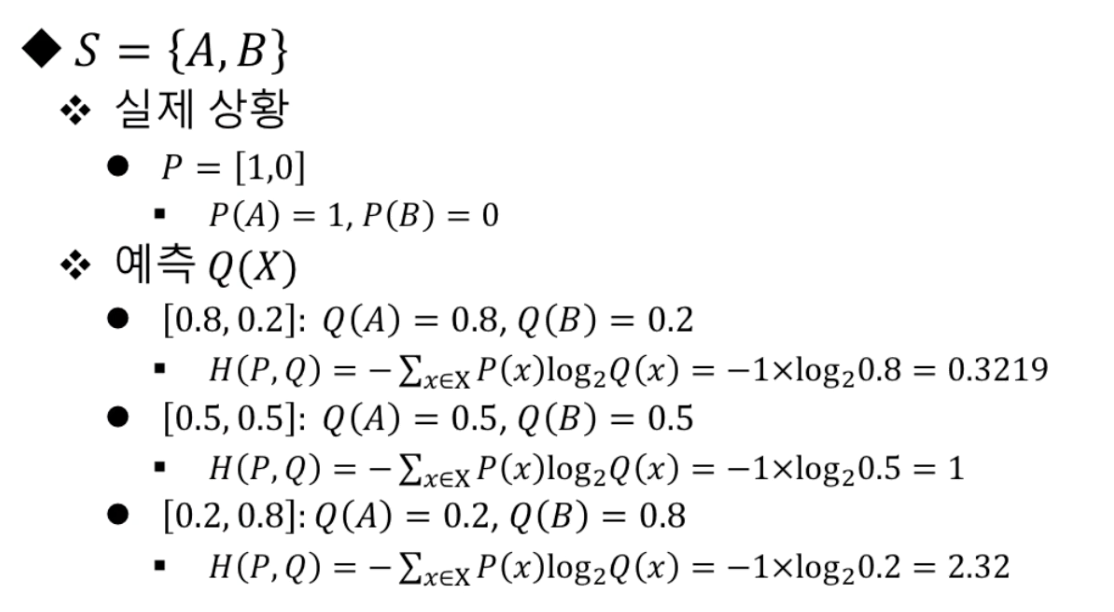 ◆ S = {A, B}
❖ 실제 상황
● P = [1,0]
▪ P(A) = 1, P(B) = 0
❖ 예측 Q(X)
● [0.8, 0.2]: Q(A) = 0.8, Q(B) = 0.2
▪ H(P, Q) = −∑ₓ∈X P(x)log₂Q(x) = −1×log₂0.8 = 0.3219
● [0.5, 0.5]: Q(A) = 0.5, Q(B) = 0.5
▪ H(P, Q) = −∑ₓ∈X P(x)log₂Q(x) = −1×log₂0.5 = 1
● [0.2, 0.8]: Q(A) = 0.2, Q(B) = 0.8
▪ H(P, Q) = −∑ₓ∈X P(x)log₂Q(x) = −1×log₂0.2 = 2.32